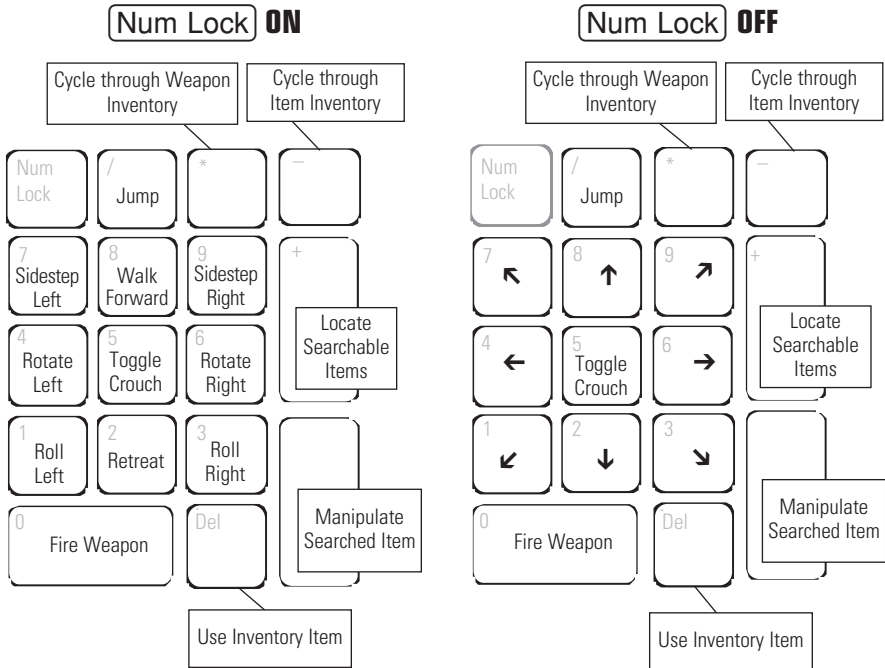 Num Lock ON
Cycle through Weapon
Inventory
Cycle through
Item Inventory
Num
Lock
/
Jump
*
–
7
Sidestep
Left
8
Walk
Forward
9
Sidestep
Right
+
Locate
Searchable
Items
4
Rotate
Left
5
Toggle
Crouch
6
Rotate
Right
1
Roll
Left
2
Retreat
3
Roll
Right
Manipulate
Searched Item
0
Fire Weapon
Del
Use Inventory Item
Num Lock OFF
Cycle through Weapon
Inventory
Cycle through
Item Inventory
Num
Lock
/
Jump
*
–
7
↖
8
↑
9
↗
+
Locate
Searchable
Items
4
←
5
Toggle
Crouch
6
→
1
↙
2
↓
3
↘
Manipulate
Searched Item
0
Fire Weapon
Del
Use Inventory Item